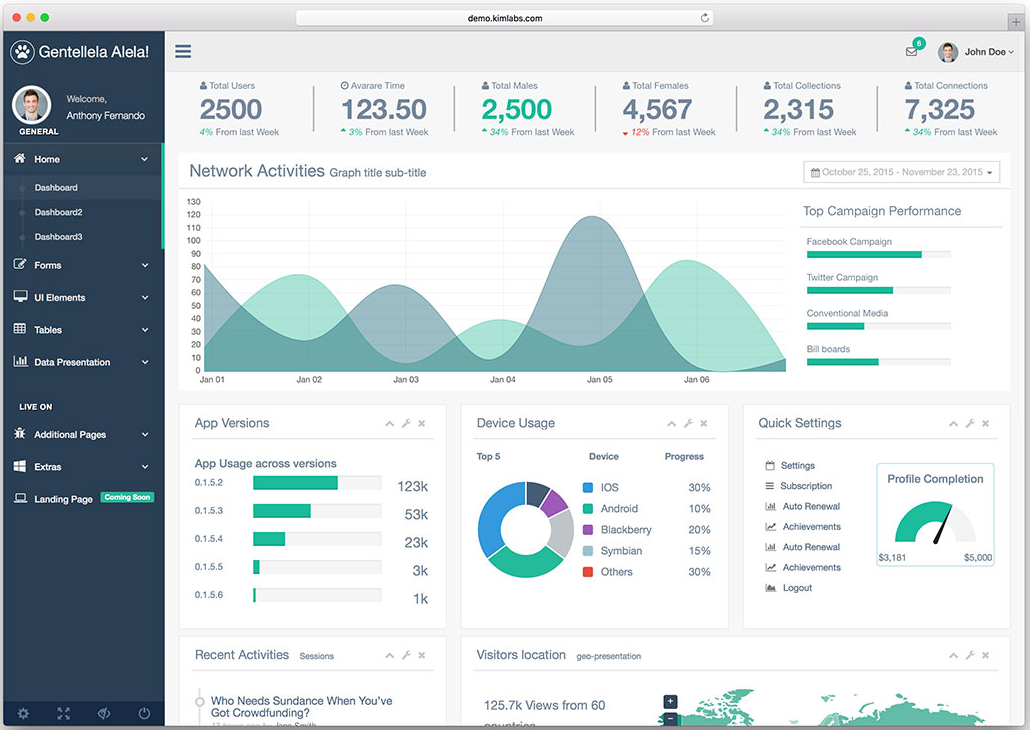 demo.kimlabs.com
Gentellela Alela!
Welcome,
Anthony Fernando
GENERAL
Home
Dashboard
Dashboard2
Dashboard3
Forms
UI Elements
Tables
Data Presentation
LIVE ON
Additional Pages
Extras
Landing Page Coming Soon
6
John Doe
Total Users
2500
4% From last Week
Avarare Time
123.50
3% From last Week
Total Males
2,500
34% From last Week
Total Females
4,567
12% From last Week
Total Collections
2,315
34% From last Week
Total Connections
7,325
34% From last Week
Network Activities Graph title sub-title
October 25, 2015 - November 23, 2015
130
120
110
100
90
80
70
60
50
40
30
20
10
0
Jan 01 Jan 02 Jan 03 Jan 04 Jan 05 Jan 06
Top Campaign Performance
Facebook Campaign
Twitter Campaign
Conventional Media
Bill boards
App Versions
App Usage across versions
0.1.5.2 123k
0.1.5.3 53k
0.1.5.4 23k
0.1.5.5 3k
0.1.5.6 1k
Device Usage
Top 5 Device Progress
IOS 30%
Android 10%
Blackberry 20%
Symbian 15%
Others 30%
Quick Settings
Settings
Subscription
Auto Renewal
Achievements
Auto Renewal
Achievements
Logout
Profile Completion
$3,181 $5,000
Recent Activities Sessions
Who Needs Sundance When You've
Got Crowdfunding?
13 hours ago by Jane Smith
Visitors location geo-presentation
125.7k Views from 60
countries